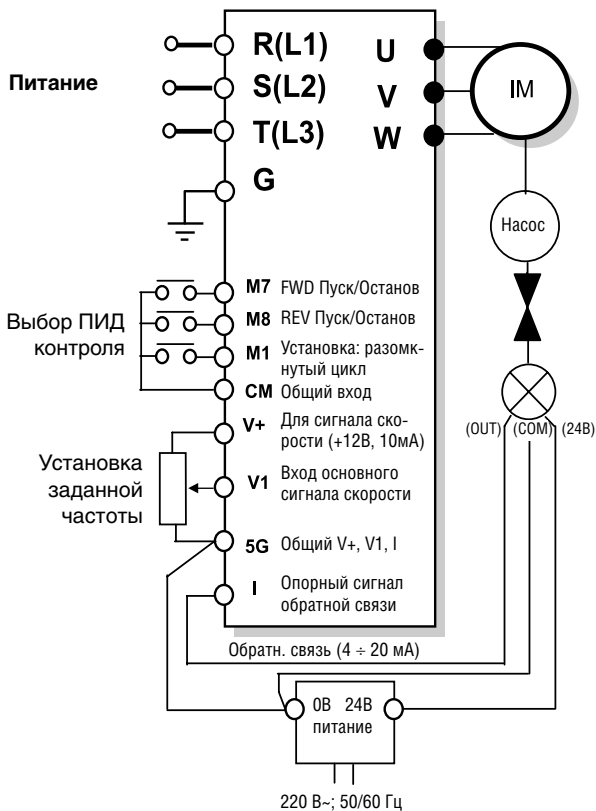 R(L1)
U
Питание
S(L2)
V
IM
T(L3)
W
G
Насос
M7 FWD Пуск/Останов
Выбор ПИД
контроля
M8 REV Пуск/Останов
M1 Установка: разомк-
нутый цикл
CM Общий вход
V+ Для сигнала ско-
рости (+12В, 10мА)
(OUT) (COM) (24В)
Установка
заданной
частоты
V1 Вход основного
сигнала скорости
5G Общий V+, V1, I
I Опорный сигнал
обратной связи
Обратн. связь (4 ÷ 20 мА)
0В 24В
питание
220 В~; 50/60 Гц